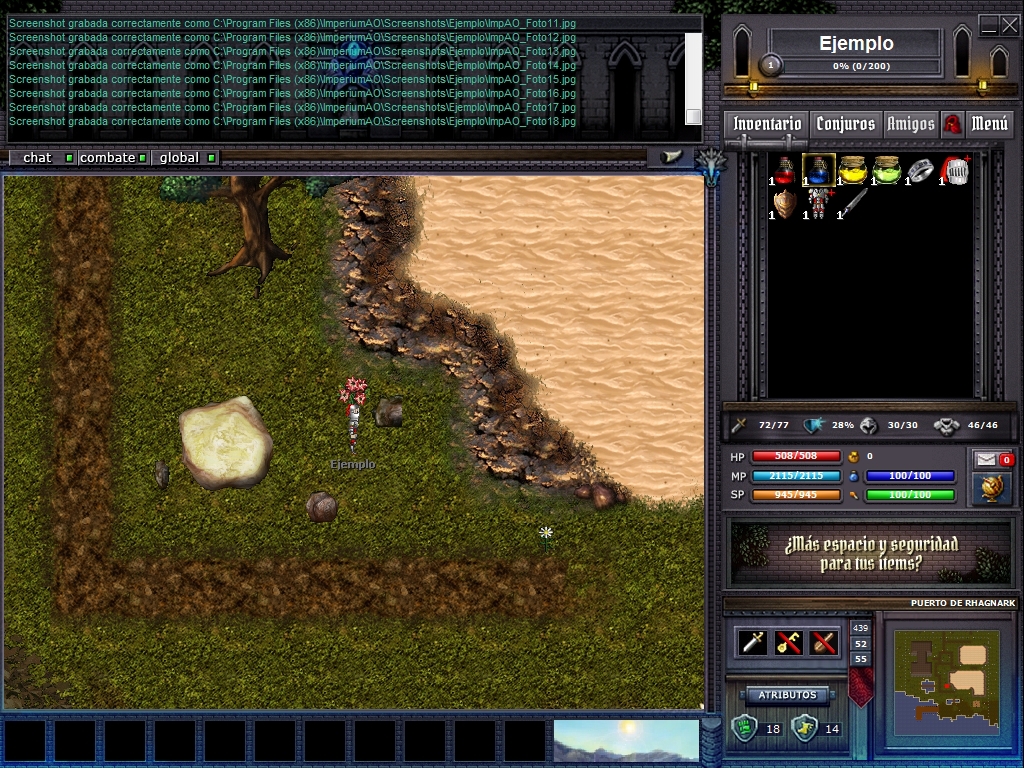 Screenshot grabada correctamente como C:\Program Files (x86)\ImperiumAO\Screenshots\Ejemplo\ImpAO_Foto11.jpg
Screenshot grabada correctamente como C:\Program Files (x86)\ImperiumAO\Screenshots\Ejemplo\ImpAO_Foto12.jpg
Screenshot grabada correctamente como C:\Program Files (x86)\ImperiumAO\Screenshots\Ejemplo\ImpAO_Foto13.jpg
Screenshot grabada correctamente como C:\Program Files (x86)\ImperiumAO\Screenshots\Ejemplo\ImpAO_Foto14.jpg
Screenshot grabada correctamente como C:\Program Files (x86)\ImperiumAO\Screenshots\Ejemplo\ImpAO_Foto15.jpg
Screenshot grabada correctamente como C:\Program Files (x86)\ImperiumAO\Screenshots\Ejemplo\ImpAO_Foto16.jpg
Screenshot grabada correctamente como C:\Program Files (x86)\ImperiumAO\Screenshots\Ejemplo\ImpAO_Foto17.jpg
Screenshot grabada correctamente como C:\Program Files (x86)\ImperiumAO\Screenshots\Ejemplo\ImpAO_Foto18.jpg
chat combate global
Ejemplo
Ejemplo
1 0% (0/200)
Inventario Conjuros Amigos Menú
1 1 1 1 1 1
1 1 1
72/77 28% 30/30 46/46
HP 508/508 0 0
MP 2115/2115 100/100
SP 945/945 100/100
¿Más espacio y seguridad
para tus ítems?
PUERTO DE RHAGNARK
439
52
55
ATRIBUTOS
18 14